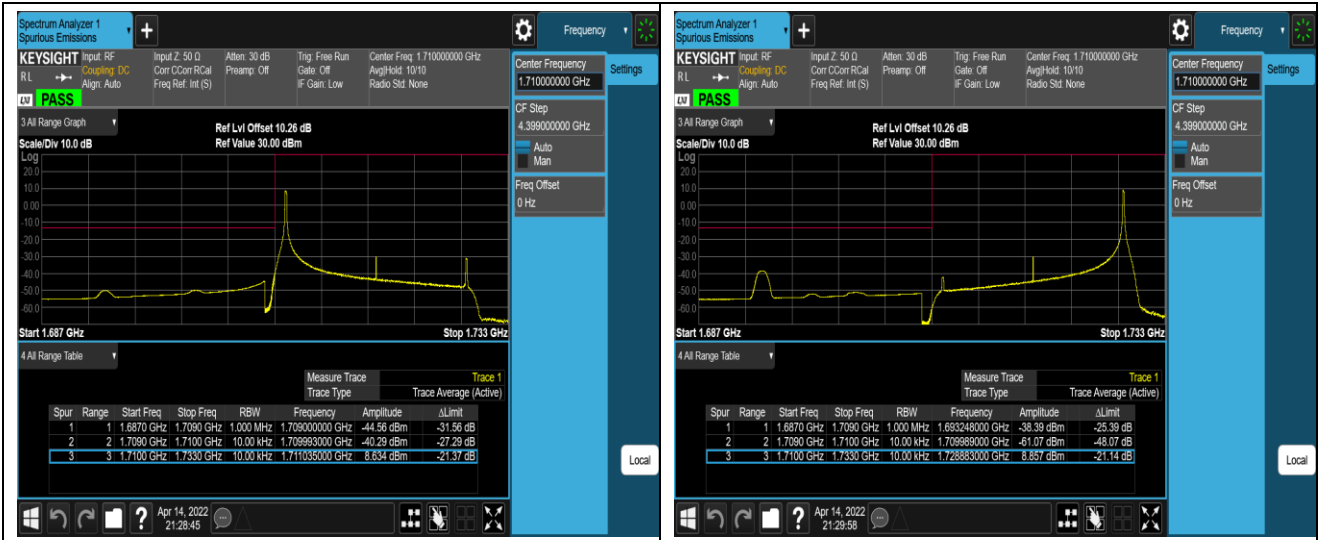 Spectrum Analyzer 1
Spurious Emissions
Frequency
KEYSIGHT
Input: RF
Coupling: DC
Align: Auto
Input Z: 50 Ω
Corr CCorr RCal
Freq Ref: Int (S)
Atten: 30 dB
Preamp: Off
Trig: Free Run
Gate: Off
IF Gain: Low
Center Freq: 1.710000000 GHz
Avg|Hold: 10/10
Radio Std: None
R L
LXI
PASS
Center Frequency
1.710000000 GHz
Settings
CF Step
4.399000000 GHz
Auto
Man
Freq Offset
0 Hz
3 All Range Graph
Ref Lvl Offset 10.26 dB
Scale/Div 10.0 dB
Ref Value 30.00 dBm
Log
20.0
10.0
0.00
-10.0
-20.0
-30.0
-40.0
-50.0
-60.0
Start 1.687 GHz
Stop 1.733 GHz
4 All Range Table
Measure Trace Trace 1
Trace Type Trace Average (Active)
Spur Range Start Freq Stop Freq RBW Frequency Amplitude ΔLimit
1 1 1.6870 GHz 1.7090 GHz 1.000 MHz 1.709000000 GHz -44.56 dBm -31.56 dB
2 2 1.7090 GHz 1.7100 GHz 10.00 kHz 1.709993000 GHz -40.29 dBm -27.29 dB
3 3 1.7100 GHz 1.7330 GHz 10.00 kHz 1.711035000 GHz 8.634 dBm -21.37 dB
Local
?
Apr 14, 2022
21:28:45
Spectrum Analyzer 1
Spurious Emissions
Frequency
KEYSIGHT
Input: RF
Coupling: DC
Align: Auto
Input Z: 50 Ω
Corr CCorr RCal
Freq Ref: Int (S)
Atten: 30 dB
Preamp: Off
Trig: Free Run
Gate: Off
IF Gain: Low
Center Freq: 1.710000000 GHz
Avg|Hold: 10/10
Radio Std: None
R L
LXI
PASS
Center Frequency
1.710000000 GHz
Settings
CF Step
4.399000000 GHz
Auto
Man
Freq Offset
0 Hz
3 All Range Graph
Ref Lvl Offset 10.26 dB
Scale/Div 10.0 dB
Ref Value 30.00 dBm
Log
20.0
10.0
0.00
-10.0
-20.0
-30.0
-40.0
-50.0
-60.0
Start 1.687 GHz
Stop 1.733 GHz
4 All Range Table
Measure Trace Trace 1
Trace Type Trace Average (Active)
Spur Range Start Freq Stop Freq RBW Frequency Amplitude ΔLimit
1 1 1.6870 GHz 1.7090 GHz 1.000 MHz 1.693248000 GHz -38.39 dBm -25.39 dB
2 2 1.7090 GHz 1.7100 GHz 10.00 kHz 1.709989000 GHz -61.07 dBm -48.07 dB
3 3 1.7100 GHz 1.7330 GHz 10.00 kHz 1.728883000 GHz 8.857 dBm -21.14 dB
Local
?
Apr 14, 2022
21:29:58